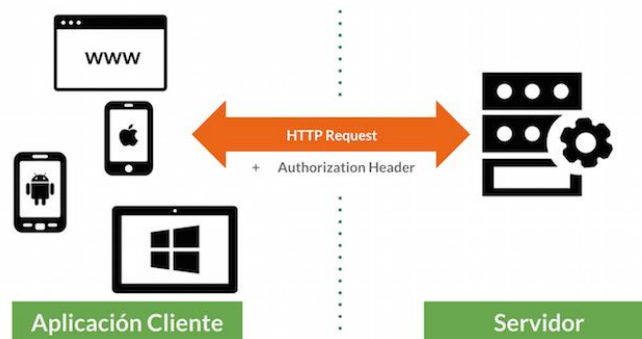 www
HTTP Request
+ Authorization Header
Aplicación Cliente
Servidor